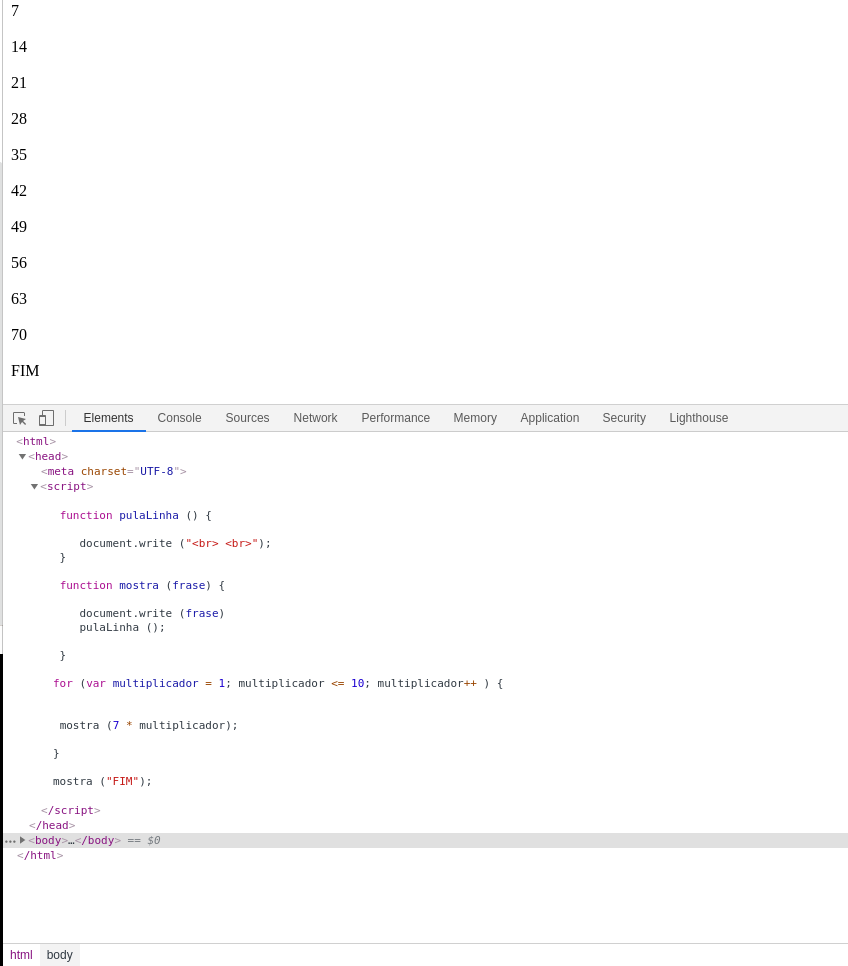 7
14
21
28
35
42
49
56
63
70
FIM
Elements Console Sources Network Performance Memory Application Security Lighthouse
<html>
<head>
<meta charset="UTF-8">
<script>
function pulaLinha () {
document.write ("<br> <br>");
}
function mostra (frase) {
document.write (frase)
pulaLinha ();
}
for (var multiplicador = 1; multiplicador <= 10; multiplicador++ ) {
mostra (7 * multiplicador);
}
mostra ("FIM");
</script>
</head>
<body>…</body> == $0
</html>
html body